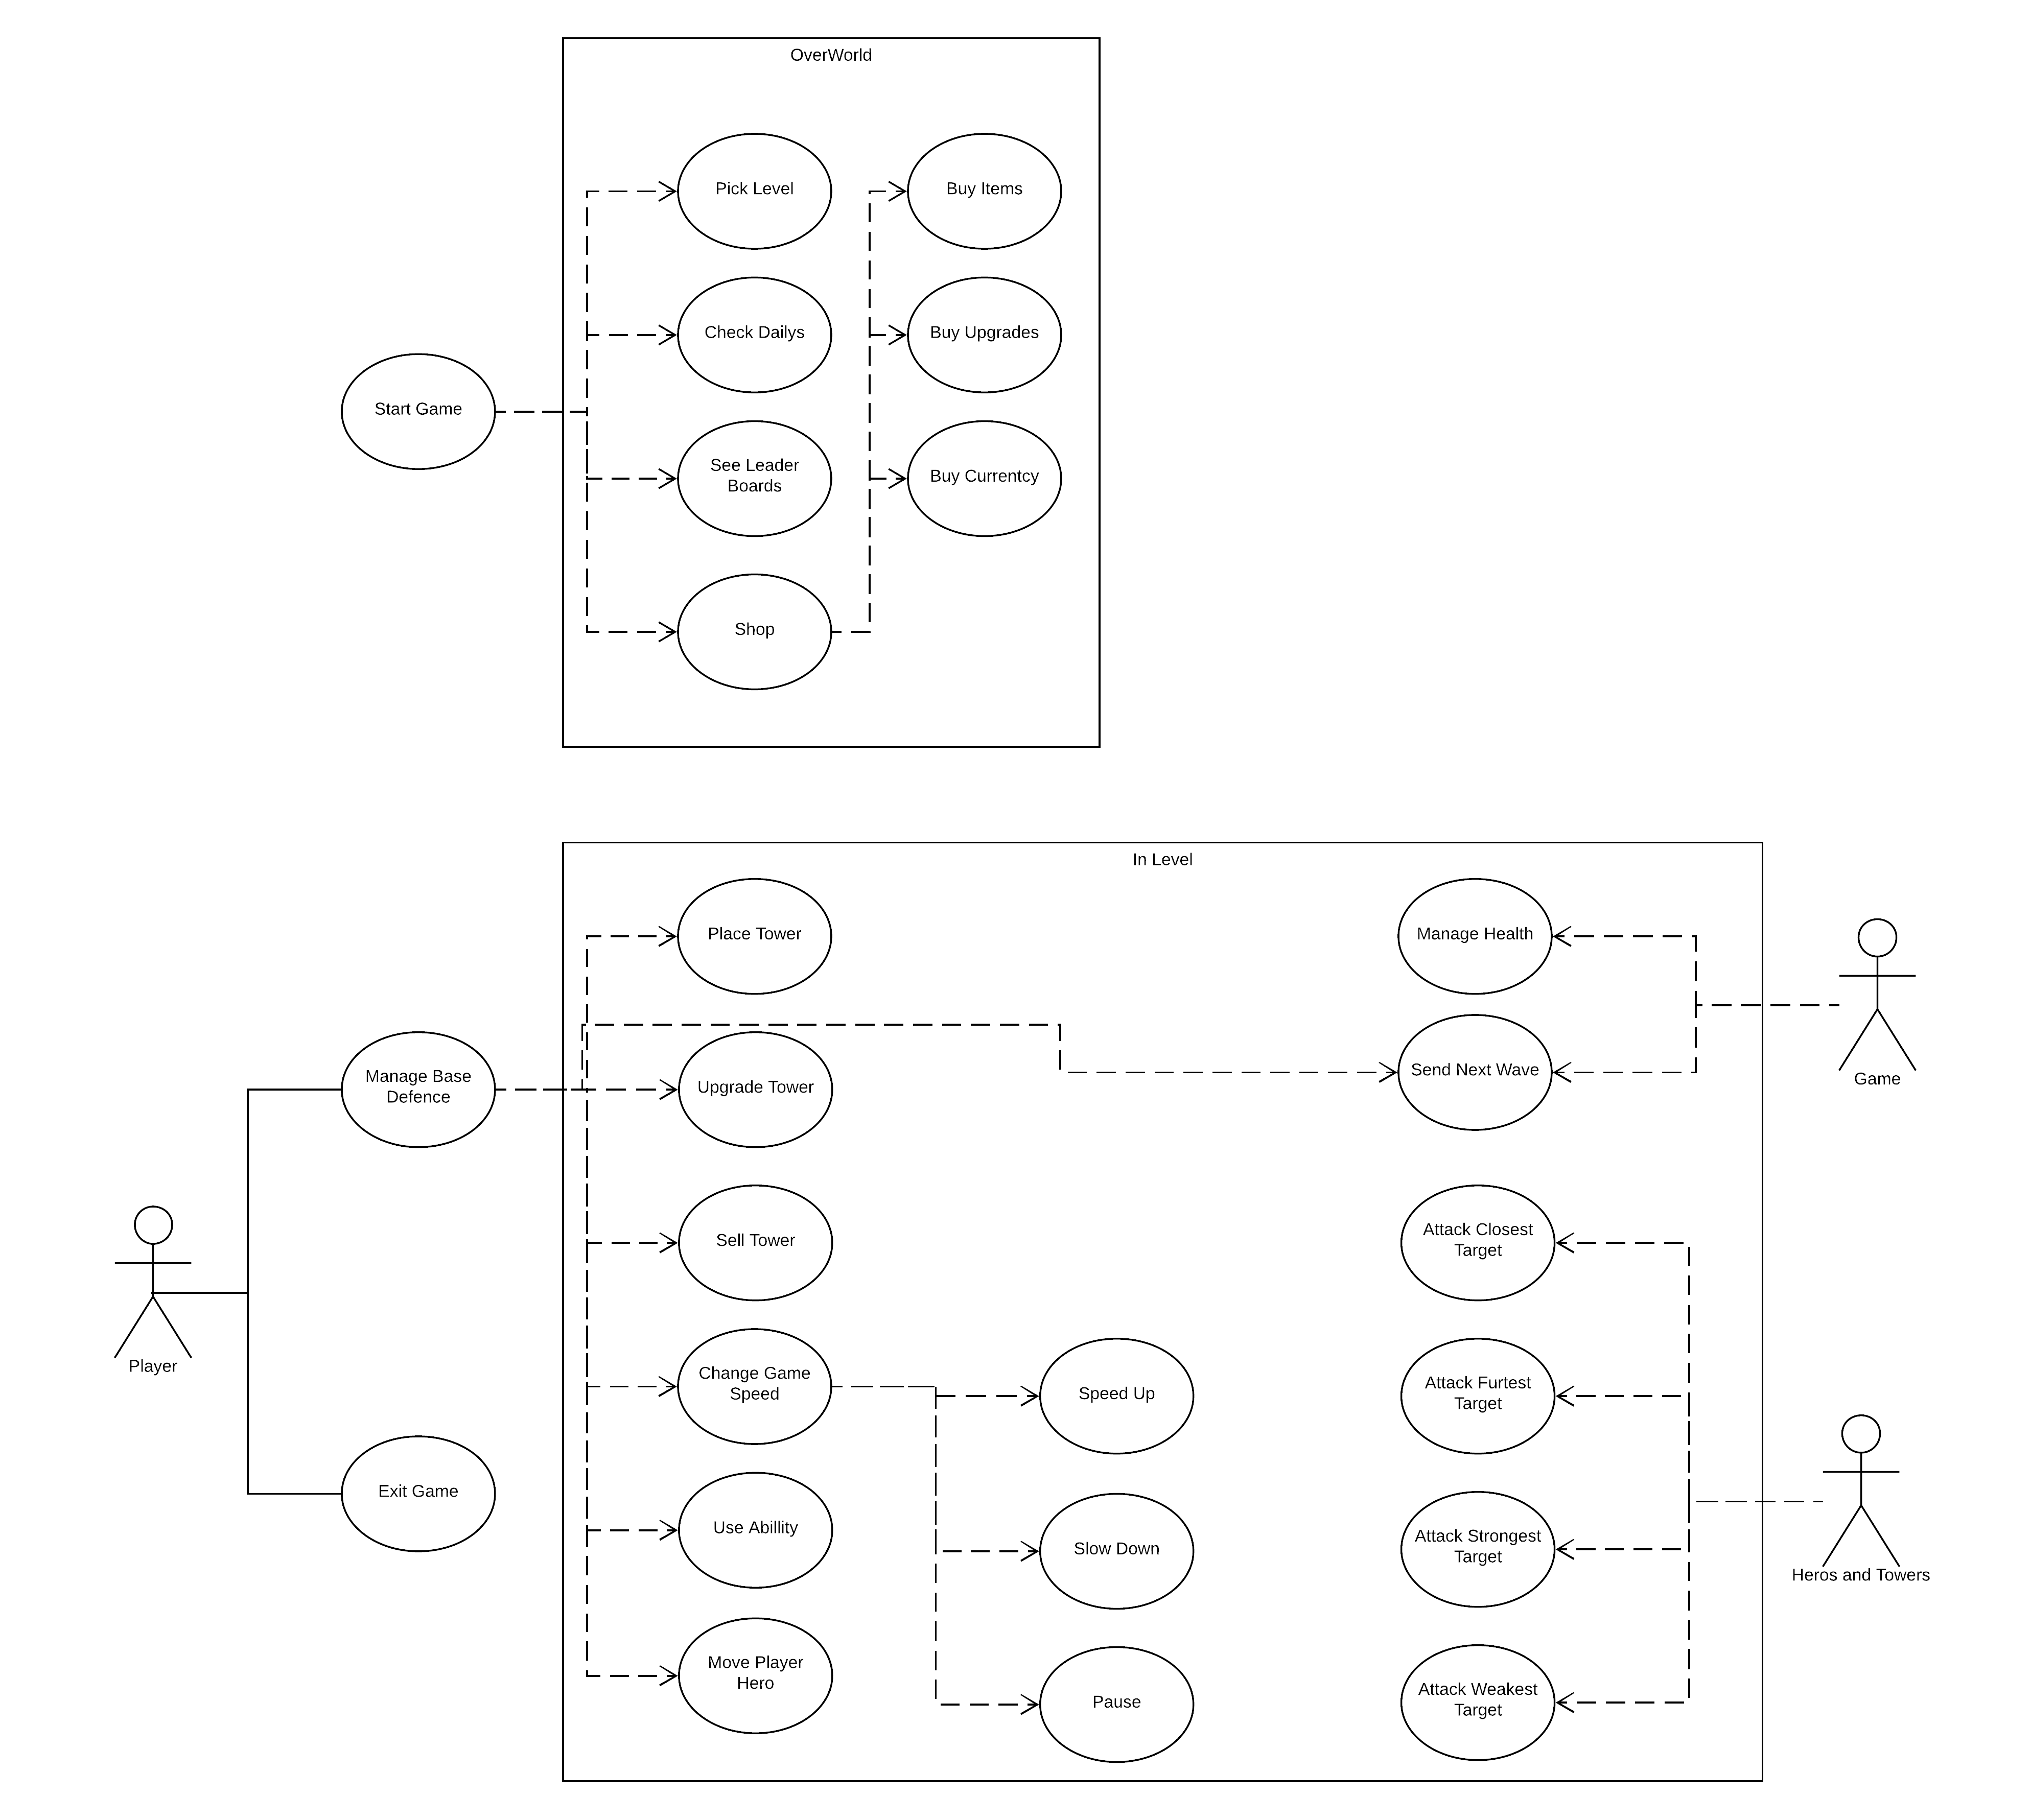 OverWorld
Pick Level
Buy Items
Check Dailys
Buy Upgrades
Start Game
See Leader
Boards
Buy Currentcy
Shop
In Level
Place Tower
Manage Health
Manage Base
Defence
Upgrade Tower
Send Next Wave
Game
Sell Tower
Attack Closest
Target
Player
Change Game
Speed
Speed Up
Attack Furtest
Target
Exit Game
Use Abillity
Slow Down
Attack Strongest
Target
Heros and Towers
Move Player
Hero
Pause
Attack Weakest
Target